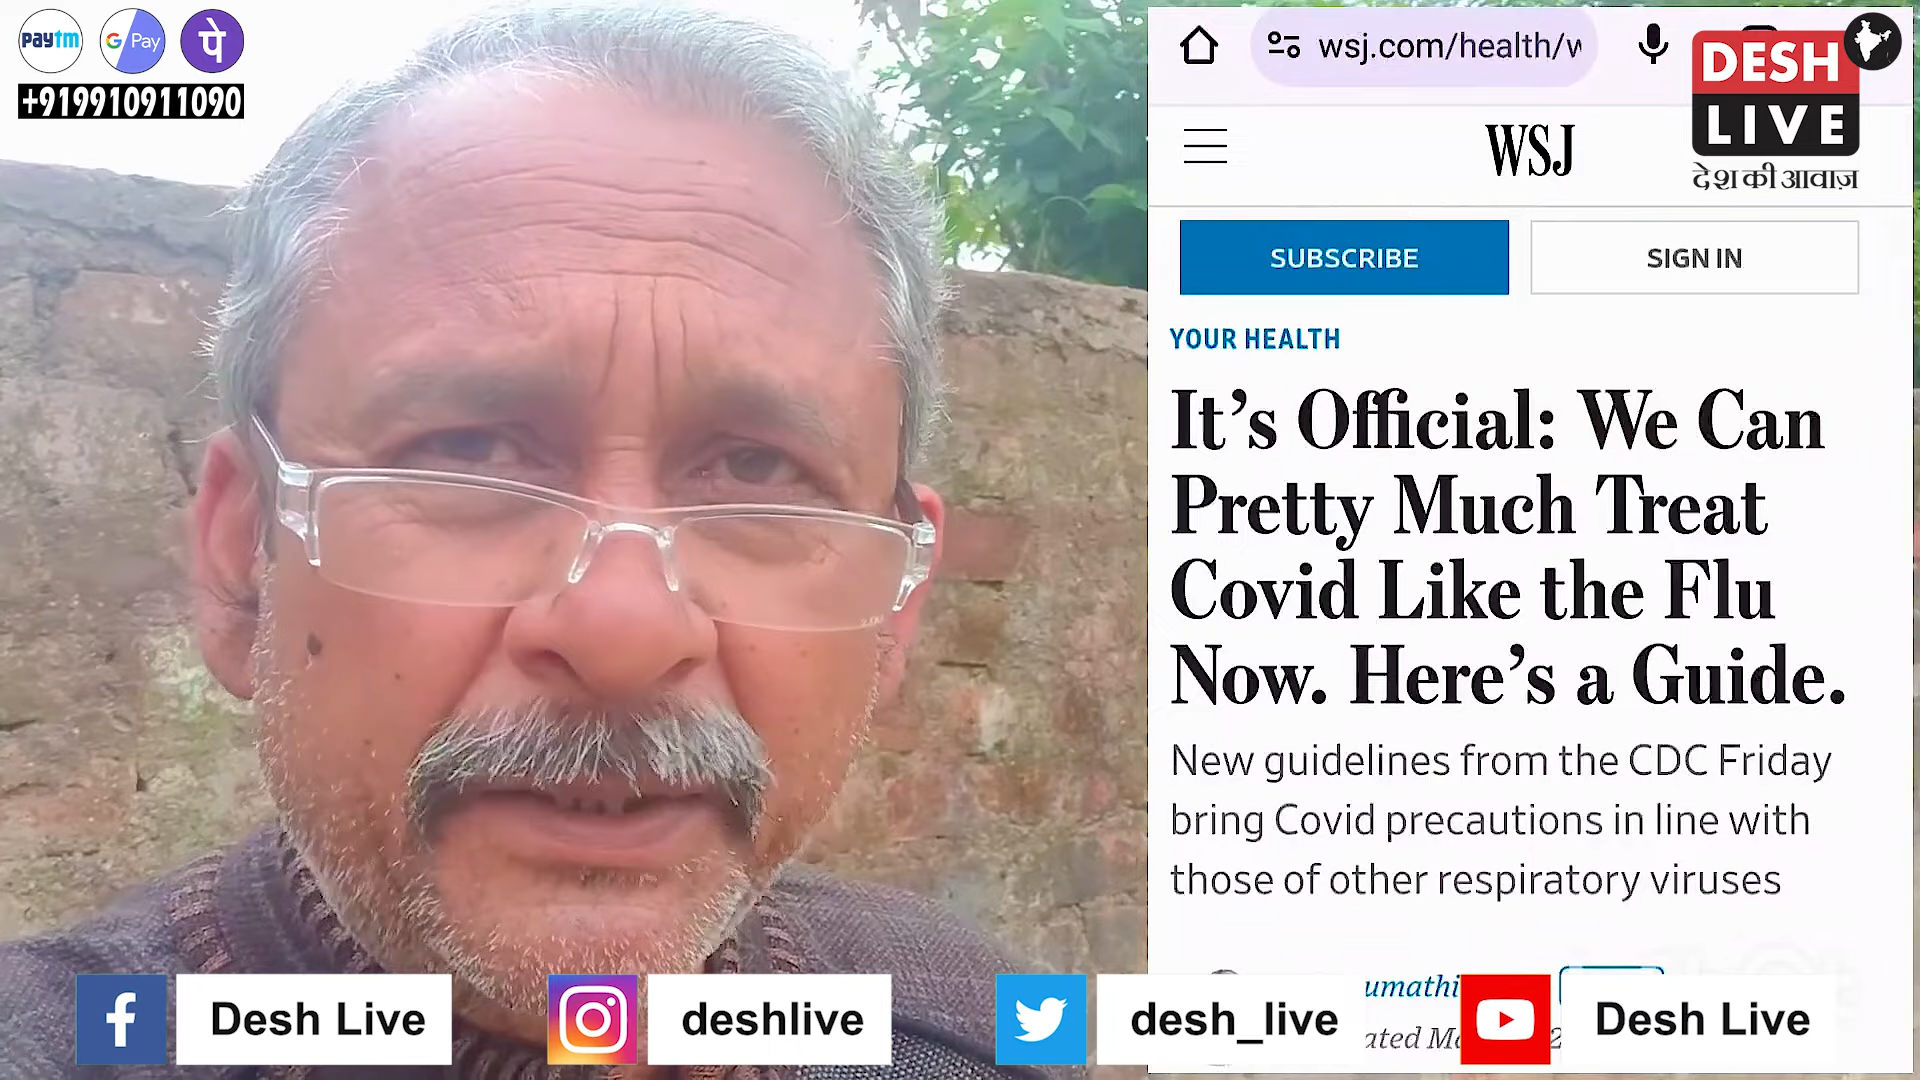 paytm
G Pay
पे
+919910911090
wsj.com/health/w
DESH
LIVE
देश की आवाज़
WSJ
SUBSCRIBE
SIGN IN
YOUR HEALTH
It’s Official: We Can
Pretty Much Treat
Covid Like the Flu
Now. Here’s a Guide.
New guidelines from the CDC Friday
bring Covid precautions in line with
those of other respiratory viruses
umathi
Desh Live
deshlive
desh_live
Desh Live